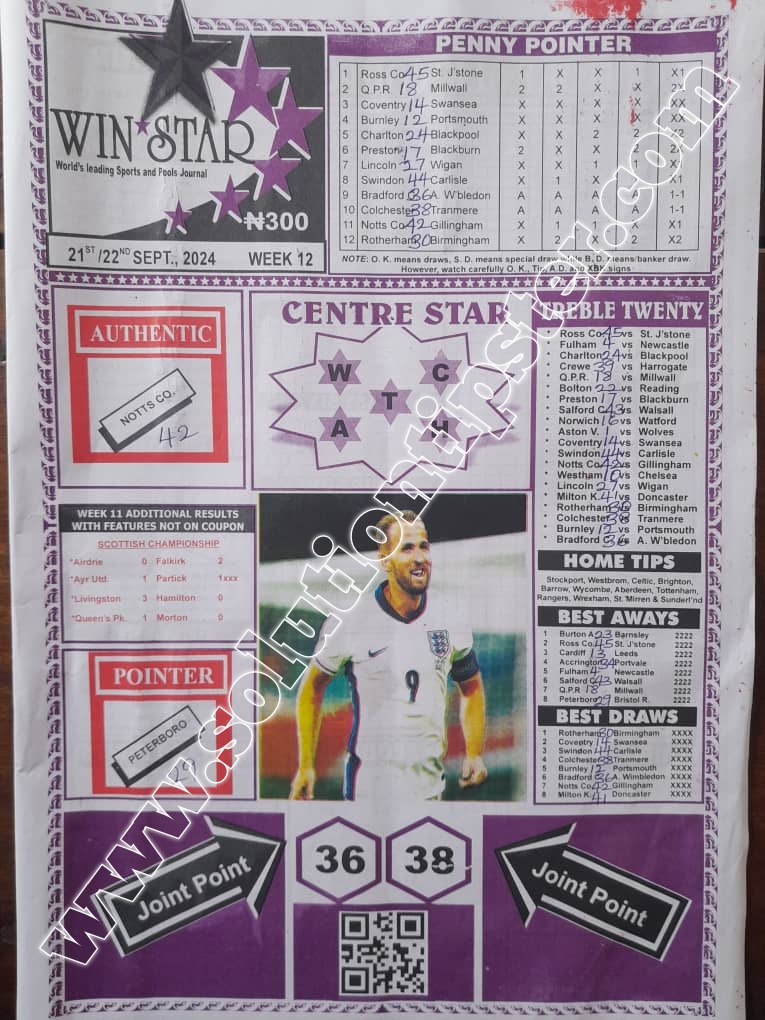 WIN★STAR
World's leading Sports and Pools Journal
₦300
21ST/22ND SEPT., 2024 WEEK 12
PENNY POINTER
1 Ross Co 45 St. J'stone 1 X X 1 X1
2 Q.P.R. 18 Millwall 2 2 X X 2X
3 Coventry 14 Swansea X X X X XX
4 Burnley 12 Portsmouth X X X X XX
5 Charlton 24 Blackpool X X 2 2 X2
6 Preston 17 Blackburn 2 X X 2 2X
7 Lincoln 27 Wigan X X 1 1 X1
8 Swindon 44 Carlisle X 1 X X
9 Bradford 36 A. W'bledon A A A A 1-1
10 Colchester 38 Tranmere A A A A 1-1
11 Notts Co 42 Gillingham X 1 1 X X1
12 Rotherham 30 Birmingham X 2 X 2 X2
NOTE: O. K. means draws, S. D. means special draw while B. D. means banker draw.
However, watch carefully O. K., Tip, A.D. and XBK signs
AUTHENTIC
NOTTS CO.
42
CENTRE STAR
W C
T
A H
TREBLE TWENTY
Ross Co 45 vs St. J'stone
Fulham 4 vs Newcastle
Charlton 24 vs Blackpool
Crewe 39 vs Harrogate
Q.P.R. 18 vs Millwall
Bolton 22 vs Reading
Preston 17 vs Blackburn
Salford C. 43 vs Walsall
Norwich 16 vs Watford
Aston V. 1 vs Wolves
Coventry 14 vs Swansea
Swindon 44 vs Carlisle
Notts Co 42 vs Gillingham
Westham 10 vs Chelsea
Lincoln 27 vs Wigan
Milton K. 41 vs Doncaster
Rotherham 30 vs Birmingham
Colchester 38 vs Tranmere
Burnley 12 vs Portsmouth
Bradford 36 vs A. W'bledon
WEEK 11 ADDITIONAL RESULTS
WITH FEATURES NOT ON COUPON
SCOTTISH CHAMPIONSHIP
*Airdrie 0 Falkirk 2
*Ayr Utd. 1 Partick 1xxx
*Livingston 3 Hamilton 0
*Queen's Pk. 1 Morton 0
HOME TIPS
Stockport, Westbrom, Celtic, Brighton,
Barrow, Wycombe, Aberdeen, Tottenham,
Rangers, Wrexham, St. Mirren & Sunderl'nd
BEST AWAYS
1 Burton A 23 Barnsley 2222
2 Ross Co 45 St. J'stone 2222
3 Cardiff 13 Leeds 2222
4 Accrington 34 Portvale 2222
5 Fulham 4 Newcastle 2222
6 Salford C 43 Walsall 2222
7 Q.P.R 18 Millwall 2222
8 Peterboro 29 Bristol R. 2222
BEST DRAWS
1 Rotherham 30 Birmingham XXXX
2 Coventry 14 Swansea XXXX
3 Swindon 44 Carlisle XXXX
4 Colchester 38 Tranmere XXXX
5 Burnley 12 Portsmouth XXXX
6 Bradford 36 A. Wimbledon XXXX
7 Notts Co 42 Gillingham XXXX
8 Milton K. 41 Doncaster XXXX
POINTER
PETERBORO
29
9
Joint Point
36 38
Joint Point
www.solutiontipster.com